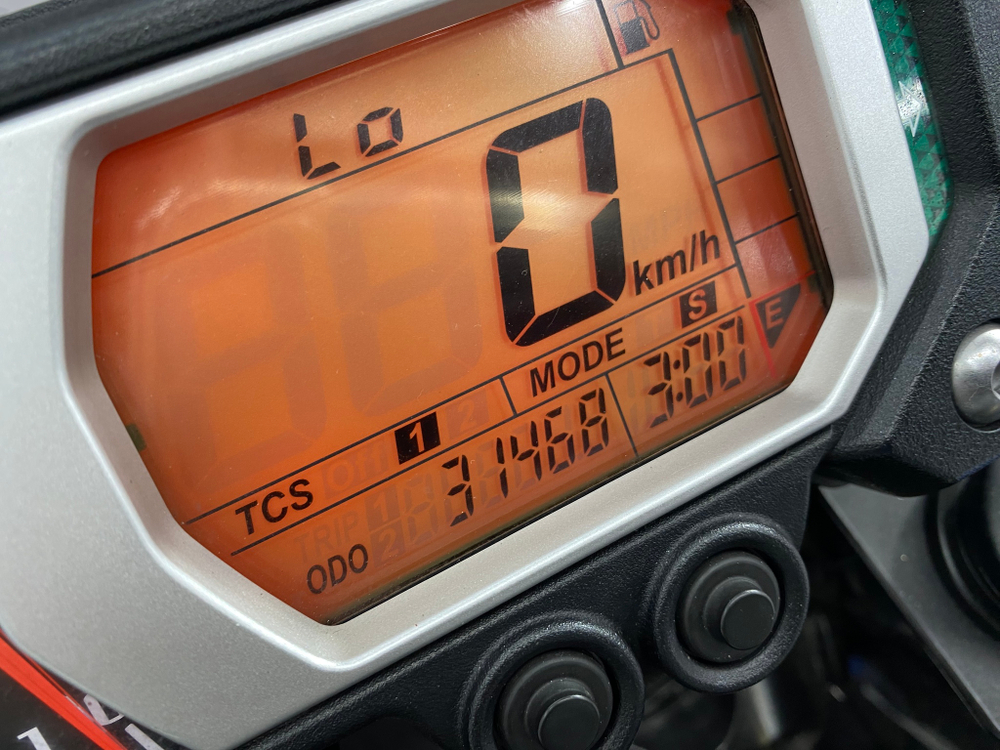 Lo
0 km/h
MODE S
TCS 1
ODO 31468 3:00
E